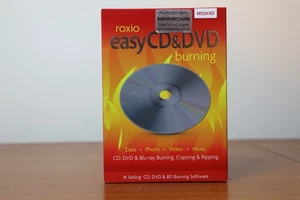 ROXIO
roxio
easyCD&DVD
burning
Data • Photo • Video • Music
CD, DVD & Blu-ray Burning, Copying & Ripping
#1 Selling CD, DVD & BD Burning Software